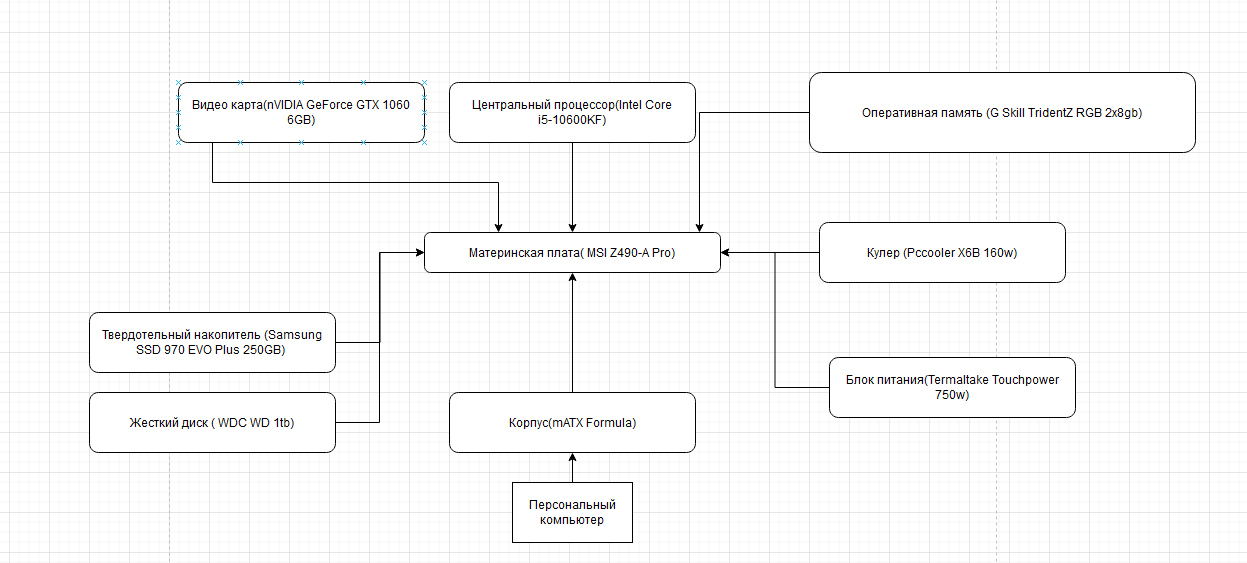 Видео карта(nVIDIA GeForce GTX 1060
6GB)
Центральный процессор(Intel Core
i5-10600KF)
Оперативная память (G Skill TridentZ RGB 2x8gb)
Материнская плата( MSI Z490-A Pro)
Кулер (Pccooler X6B 160w)
Твердотельный накопитель (Samsung
SSD 970 EVO Plus 250GB)
Блок питания(Termaltake Touchpower
750w)
Жесткий диск ( WDC WD 1tb)
Корпус(mATX Formula)
Персональный
компьютер